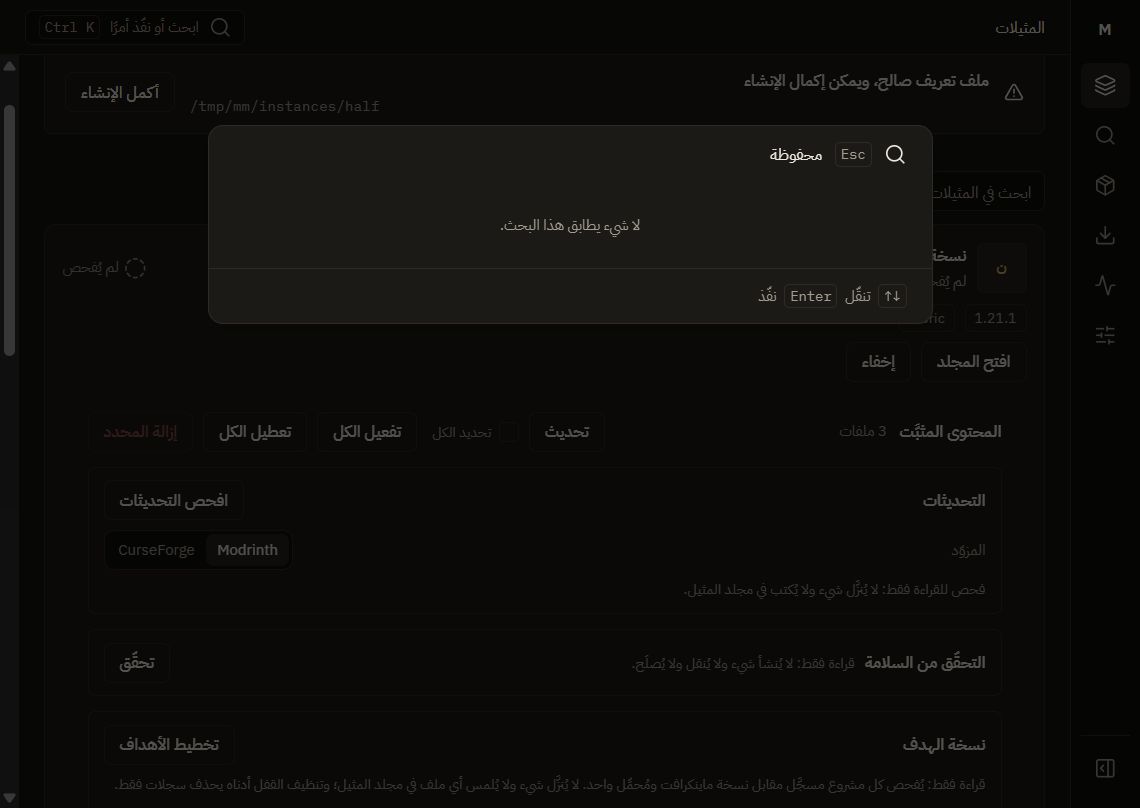 M
المثيلات
ابحث أو نفّذ أمرًا Ctrl K
ملف تعريف صالح، ويمكن إكمال الإنشاء
/tmp/mm/instances/half
أكمل الإنشاء
محفوظة Esc
لا شيء يطابق هذا البحث.
↑↓ تنقّل Enter نفّذ
ابحث في المثيلات
ن
نسخة
لم يُفحص
1.21.1
افتح المجلد
إخفاء
المحتوى المثبَّت 3 ملفات
تحديث
تحديد الكل
تفعيل الكل
تعطيل الكل
إزالة المحدد
التحديثات
افحص التحديثات
المزوّد
Modrinth
CurseForge
فحص للقراءة فقط: لا يُنزَّل شيء ولا يُكتب في مجلد المثيل.
التحقّق من السلامة قراءة فقط: لا يُنشأ شيء ولا يُنقل ولا يُصلَح.
تحقّق
نسخة الهدف
تخطيط الأهداف
قراءة فقط: يُفحص كل مشروع مسجَّل مقابل نسخة ماينكرافت ومُحمِّل واحد. لا يُنزَّل شيء ولا يُلمس أي ملف في مجلد المثيل؛ وتنظيف القفل أدناه يحذف سجلات فقط.